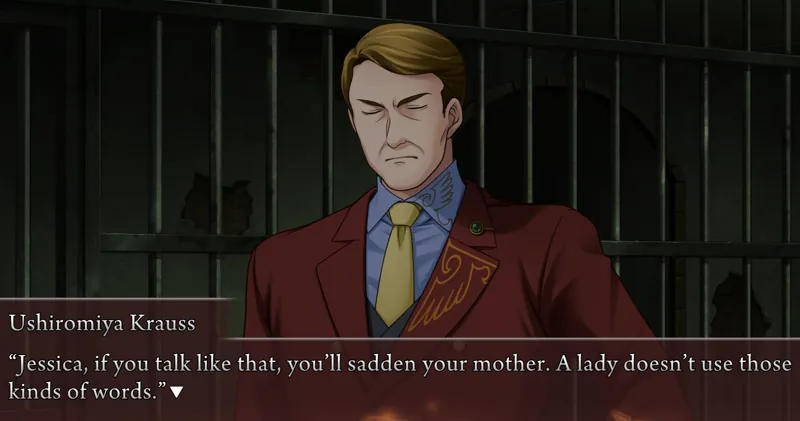 Ushiromiya Krauss
“Jessica, if you talk like that, you’ll sadden your mother. A lady doesn’t use those
kinds of words.”▼